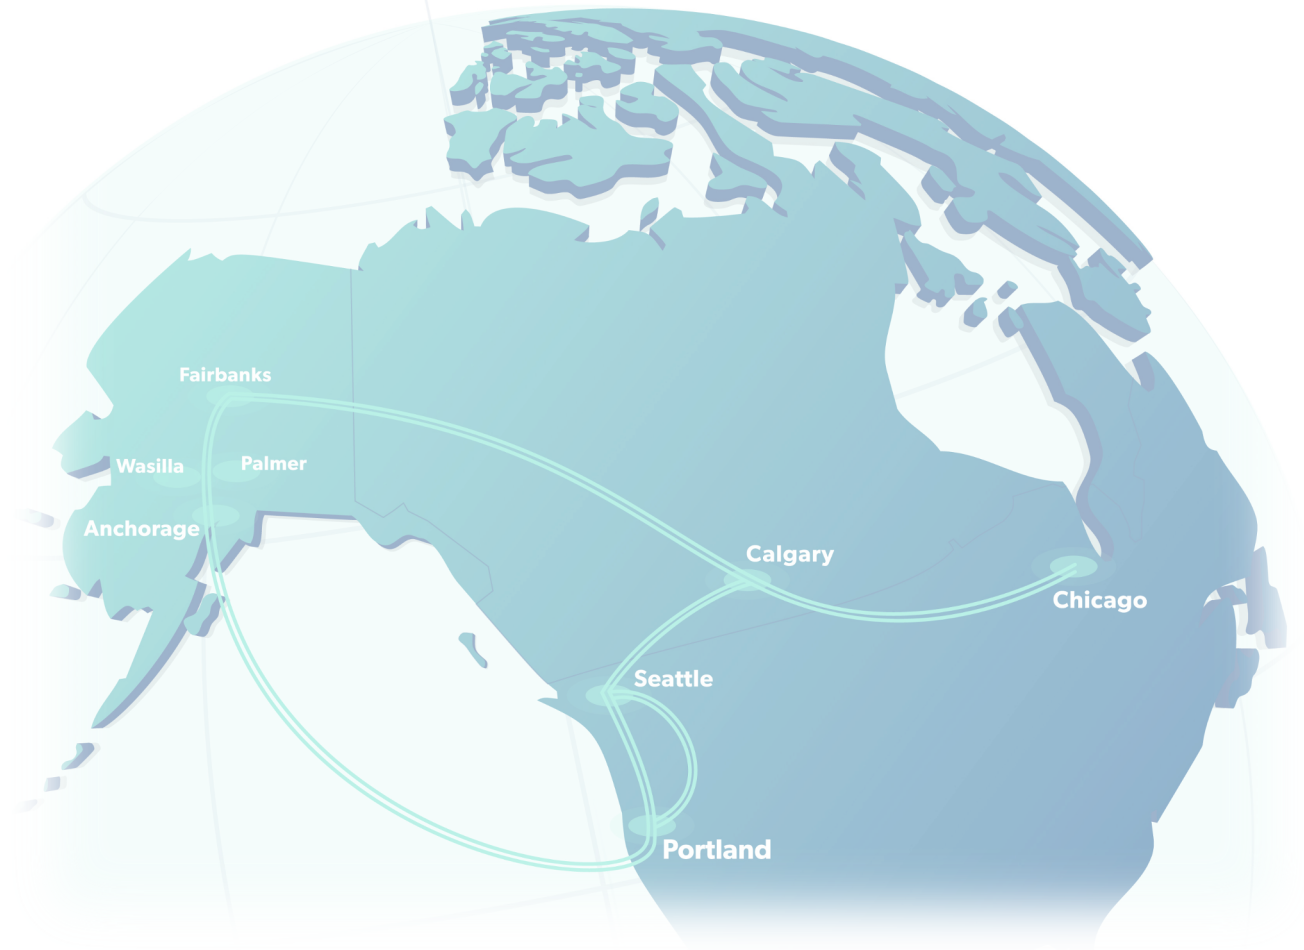 Fairbanks
Wasilla
Palmer
Anchorage
Calgary
Chicago
Seattle
Portland